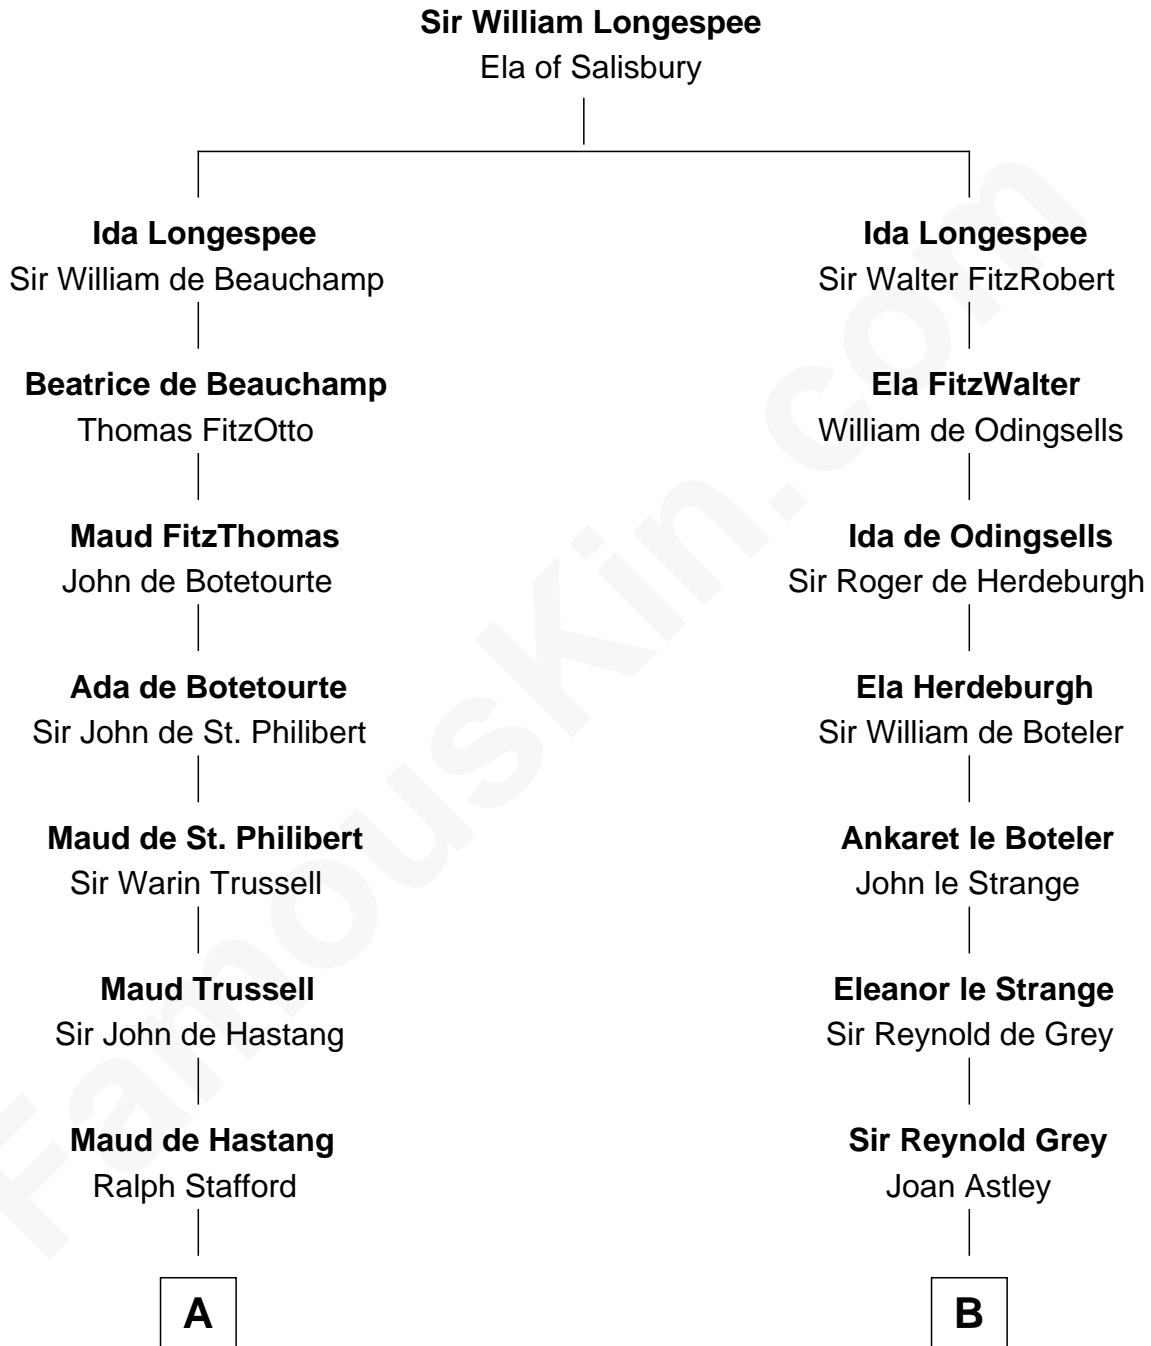 Sir William Longespee
Ela of Salisbury
Ida Longespee
Sir William de Beauchamp
Beatrice de Beauchamp
Thomas FitzOtto
Maud FitzThomas
John de Botetourte
Ada de Botetourte
Sir John de St. Philibert
Maud de St. Philibert
Sir Warin Trussell
Maud Trussell
Sir John de Hastang
Maud de Hastang
Ralph Stafford
A
Ida Longespee
Sir Walter FitzRobert
Ela FitzWalter
William de Odingsells
Ida de Odingsells
Sir Roger de Herdeburgh
Ela Herdeburgh
Sir William de Boteler
Ankaret le Boteler
John le Strange
Eleanor le Strange
Sir Reynold de Grey
Sir Reynold Grey
Joan Astley
B
FamousKin.com